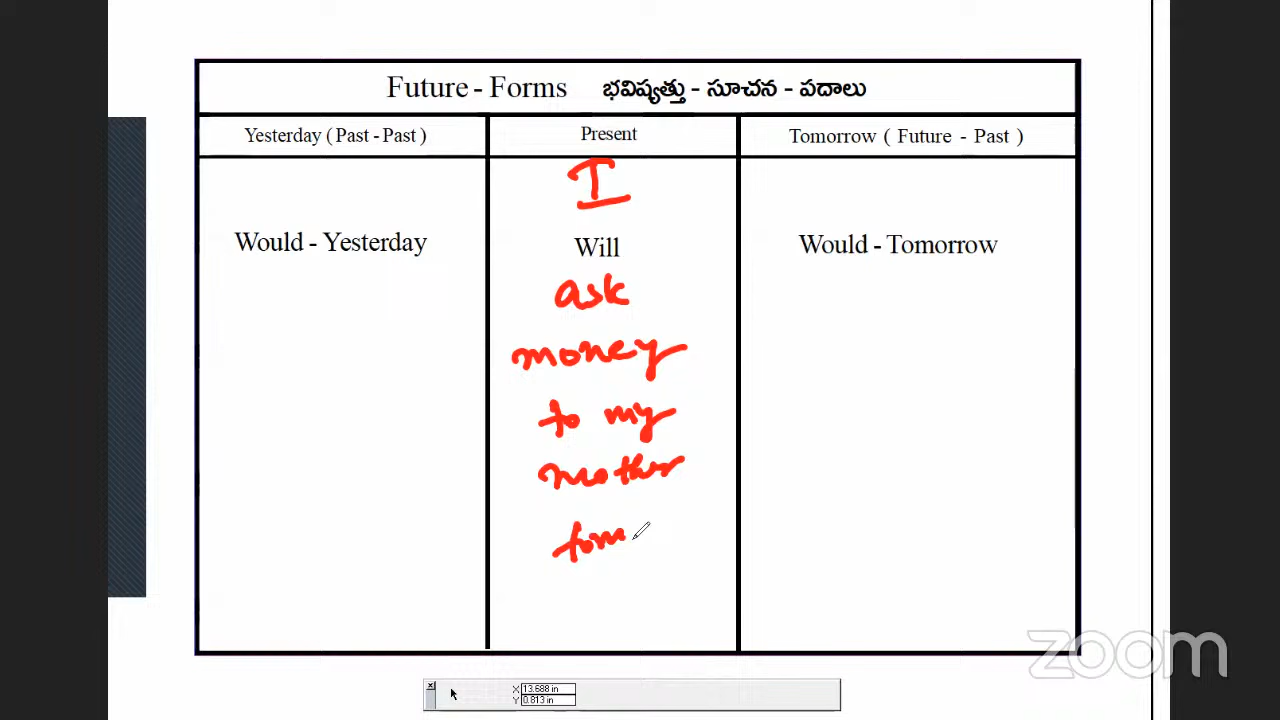 Future - Forms భవిష్యత్తు - సూచన - పదాలు
Yesterday ( Past - Past ) Present Tomorrow ( Future - Past )
I
Would - Yesterday Will Would - Tomorrow
ask
money
to my
mother
tom
zoom
X 13.688 in
Y 0.813 in